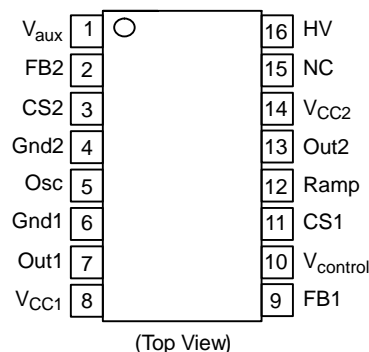 Vaux 1 16 HV
FB2 2 15 NC
CS2 3 14 VCC2
Gnd2 4 13 Out2
Osc 5 12 Ramp
Gnd1 6 11 CS1
Out1 7 10 Vcontrol
VCC1 8 9 FB1
(Top View)